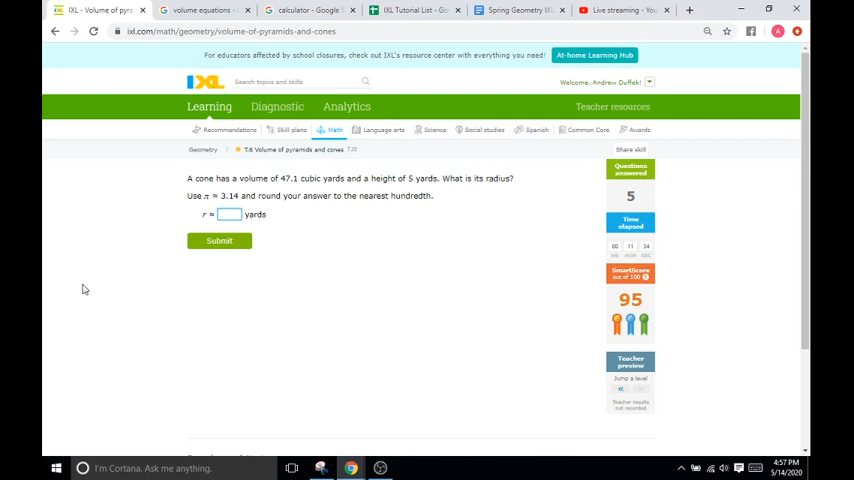 IXL - Volume of pyra
volume equations -
calculator - Google S
IXL Tutorial List - Go
Spring Geometry IX
Live streaming - You
ixl.com/math/geometry/volume-of-pyramids-and-cones
For educators affected by school closures, check out IXL's resource center with everything you need!
At-home Learning Hub
IXL
Search topics and skills
Welcome, Andrew Duffek!
Learning
Diagnostic
Analytics
Teacher resources
Recommendations
Skill plans
Math
Language arts
Science
Social studies
Spanish
Common Core
Awards
Geometry
T.6 Volume of pyramids and cones
Share skill
A cone has a volume of 47.1 cubic yards and a height of 5 yards. What is its radius?
Use π ≈ 3.14 and round your answer to the nearest hundredth.
r ≈ yards
Submit
Questions
answered
5
Time
elapsed
00 11 34
HR MIN SEC
SmartScore
out of 100
95
Teacher
preview
Jump a level
Teacher results
not recorded
I'm Cortana. Ask me anything.
4:57 PM
5/14/2020